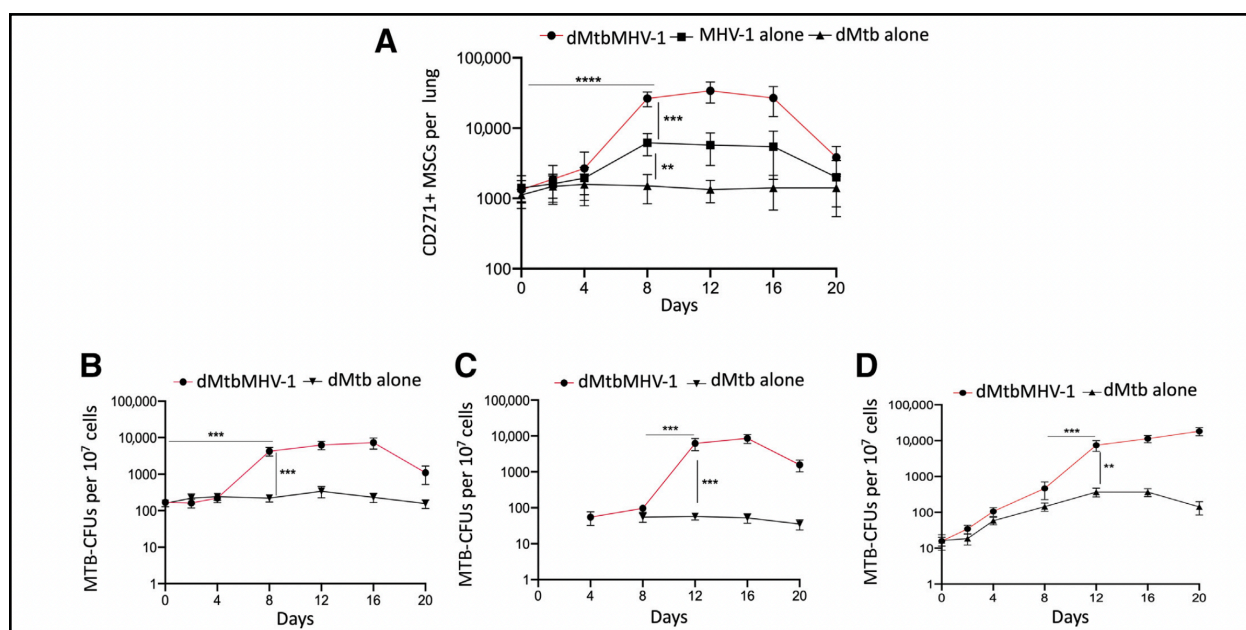 A
dMtbMHV-1 MHV-1 alone dMtb alone
CD271+ MSCs per lung
100,000
10,000
1000
100
****
***
**
0 4 8 12 16 20
Days
B
dMtbMHV-1 dMtb alone
MTB-CFUs per 10⁷ cells
100,000
10,000
1000
100
10
1
***
***
0 4 8 12 16 20
Days
C
dMtbMHV-1 dMtb alone
MTB-CFUs per 10⁷ cells
100,000
10,000
1000
100
10
1
***
***
0 4 8 12 16 20
Days
D
dMtbMHV-1 dMtb alone
MTB-CFUs per 10⁷ cells
100,000
10,000
1000
100
10
1
***
**
0 4 8 12 16 20
Days